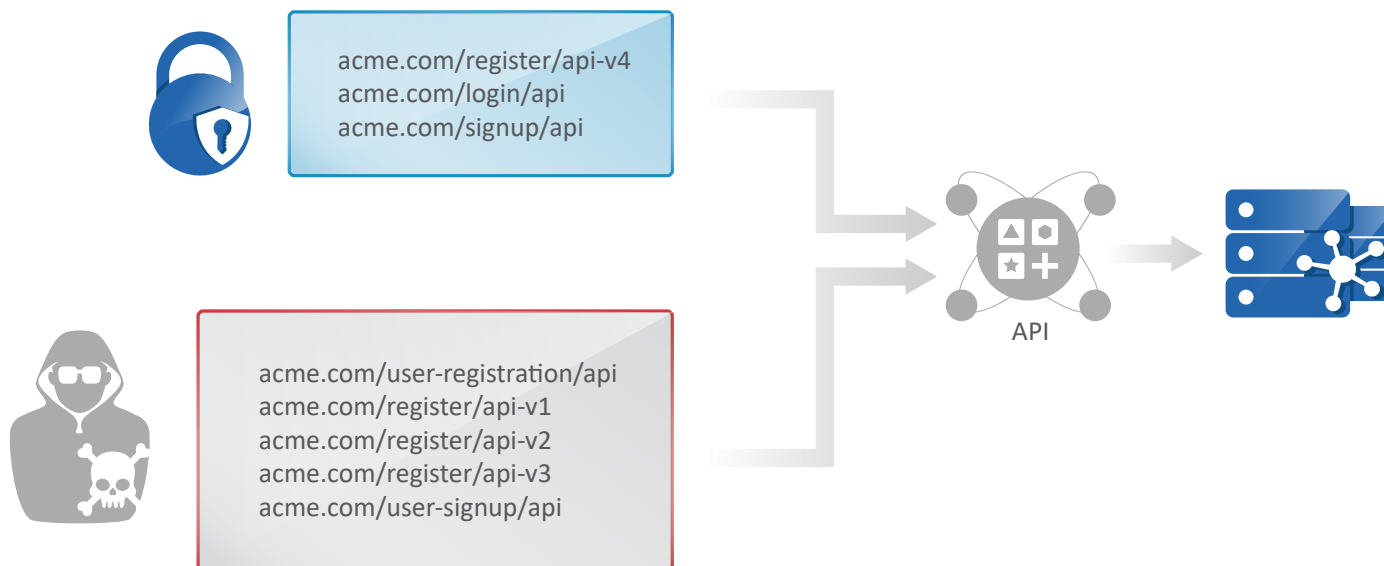 acme.com/register/api-v4
acme.com/login/api
acme.com/signup/api
acme.com/user-registration/api
acme.com/register/api-v1
acme.com/register/api-v2
acme.com/register/api-v3
acme.com/user-signup/api
API